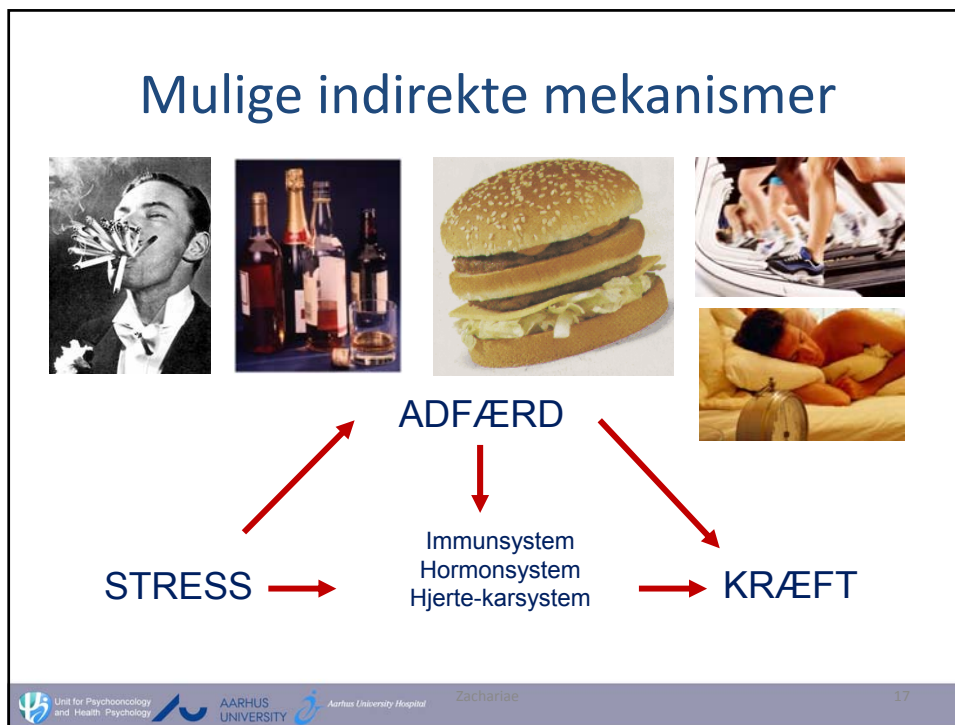 Mulige indirekte mekanismer
ADFÆRD
Immunsystem
Hormonsystem
Hjerte-karsystem
STRESS
KRÆFT
Unit for Psychooncology
and Health Psychology
AARHUS
UNIVERSITY
Aarhus University Hospital
Zachariae
17